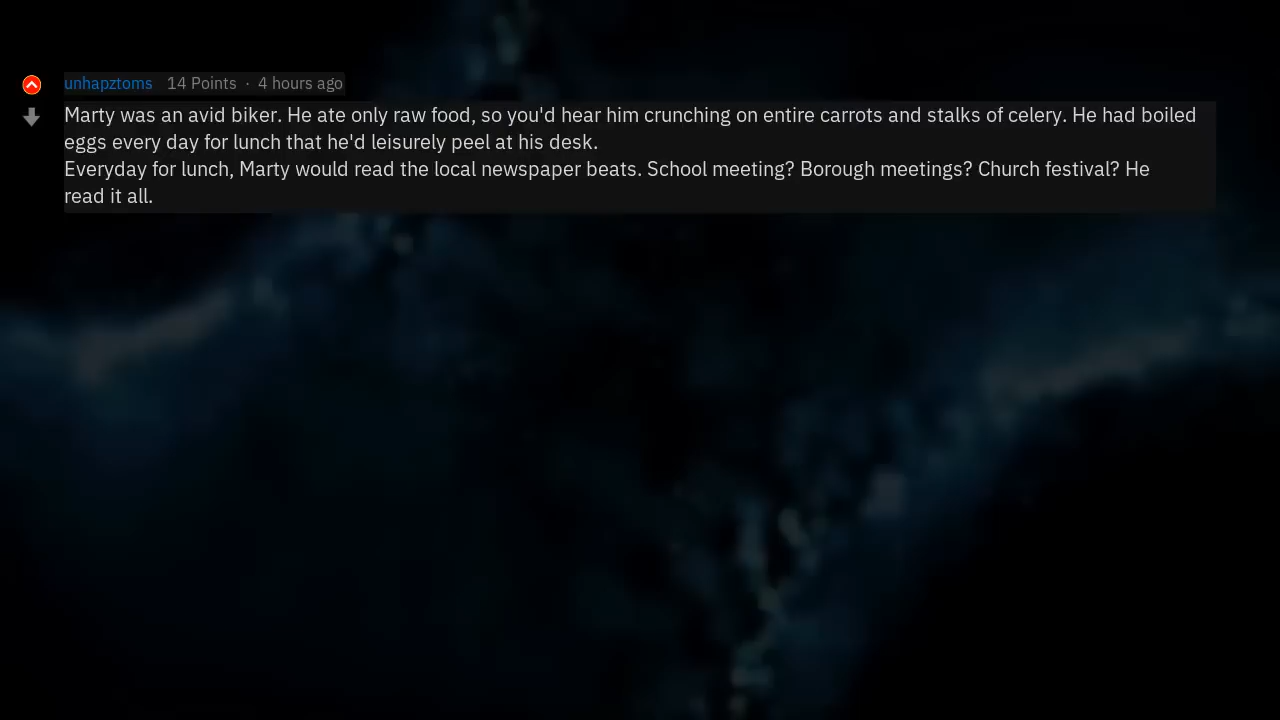 unhapztoms 14 Points · 4 hours ago
Marty was an avid biker. He ate only raw food, so you'd hear him crunching on entire carrots and stalks of celery. He had boiled
eggs every day for lunch that he'd leisurely peel at his desk.
Everyday for lunch, Marty would read the local newspaper beats. School meeting? Borough meetings? Church festival? He
read it all.